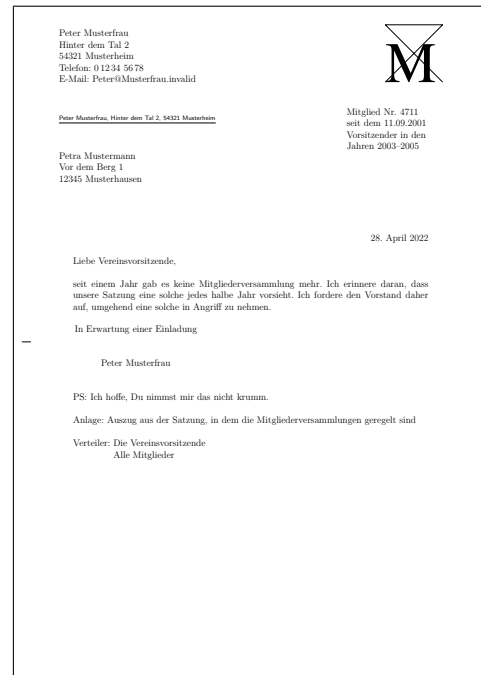 Peter Musterfrau
Hinter dem Tal 2
54321 Musterheim
Telefon: 0 12 34 56 78
E-Mail: Peter@Musterfrau.invalid
M
Peter Musterfrau, Hinter dem Tal 2, 54321 Musterheim
Mitglied Nr. 4711
seit dem 11.09.2001
Vorsitzender in den
Jahren 2003–2005
Petra Mustermann
Vor dem Berg 1
12345 Musterhausen
28. April 2022
Liebe Vereinsvorsitzende,
seit einem Jahr gab es keine Mitgliederversammlung mehr. Ich erinnere daran, dass
unsere Satzung eine solche jedes halbe Jahr vorsieht. Ich fordere den Vorstand daher
auf, umgehend eine solche in Angriff zu nehmen.
In Erwartung einer Einladung
Peter Musterfrau
PS: Ich hoffe, Du nimmst mir das nicht krumm.
Anlage: Auszug aus der Satzung, in dem die Mitgliederversammlungen geregelt sind
Verteiler: Die Vereinsvorsitzende
Alle Mitglieder